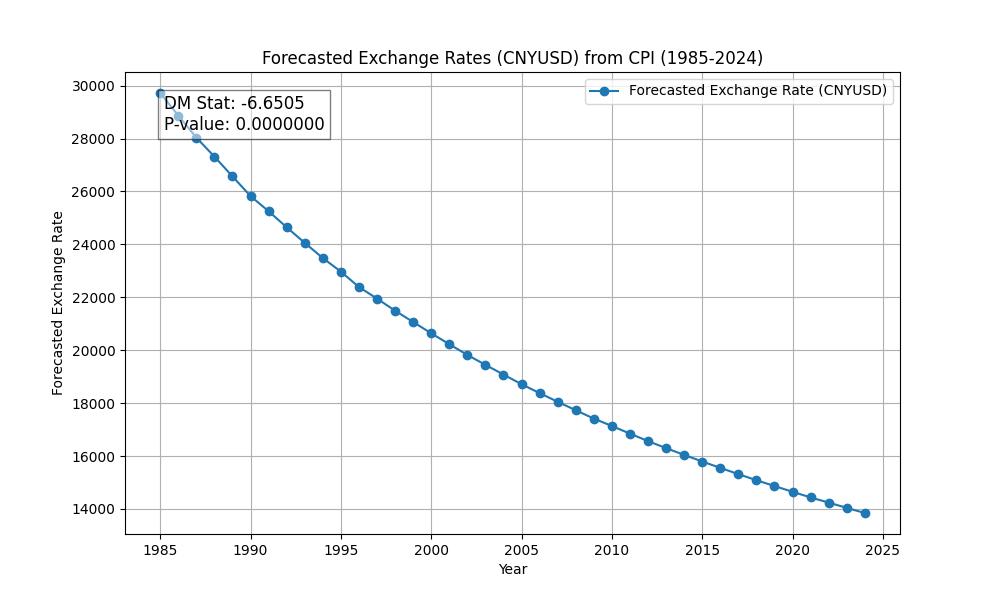 Forecasted Exchange Rates (CNYUSD) from CPI (1985-2024)
DM Stat: -6.6505
P-value: 0.0000000
Forecasted Exchange Rate (CNYUSD)
Forecasted Exchange Rate
30000
28000
26000
24000
22000
20000
18000
16000
14000
1985 1990 1995 2000 2005 2010 2015 2020 2025
Year